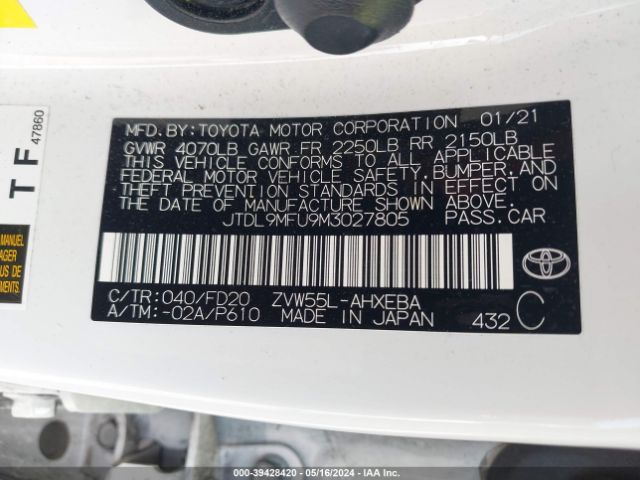 MFD. BY: TOYOTA MOTOR CORPORATION 01/21
GVWR 4070LB GAWR FR 2250LB RR 2150LB
THIS VEHICLE CONFORMS TO ALL APPLICABLE
FEDERAL MOTOR VEHICLE SAFETY, BUMPER, AND
THEFT PREVENTION STANDARDS IN EFFECT ON
THE DATE OF MANUFACTURE SHOWN ABOVE.
JTDL9MFU9M3027805 PASS.CAR
C/TR: 040/FD20 ZVW55L-AHXEBA
A/TM: -02A/P610 MADE IN JAPAN 432 C
TF 47860
MANUEL
AGER
000-39428420 - 05/16/2024 - IAA Inc.